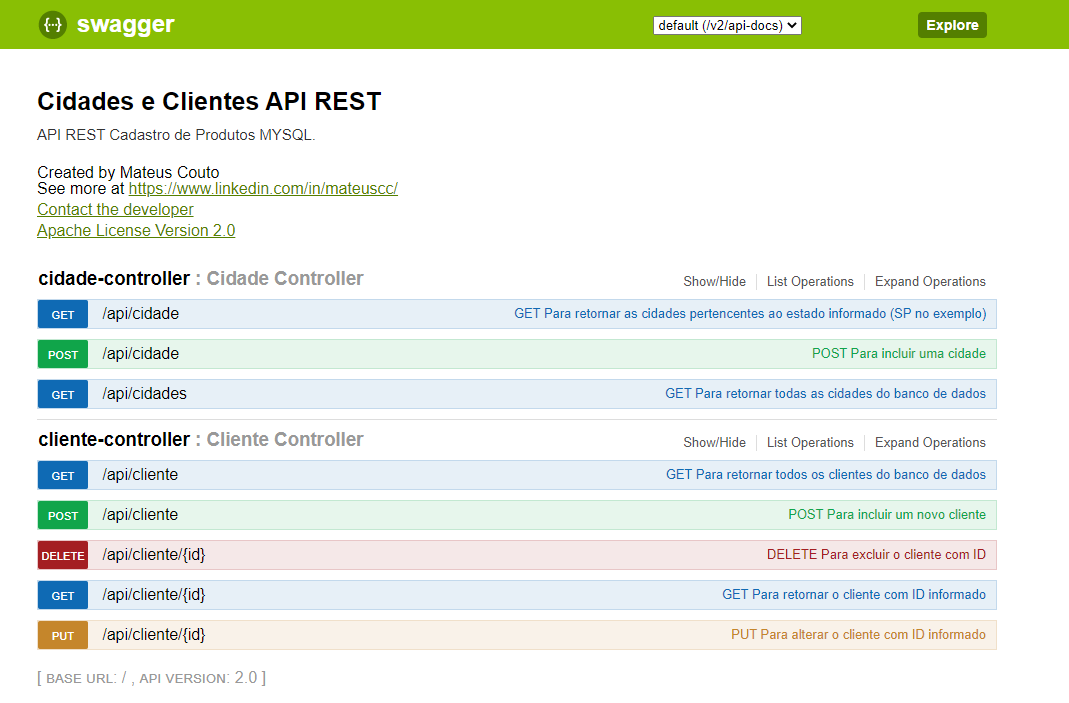 {···} swagger default (/v2/api-docs) Explore
Cidades e Clientes API REST
API REST Cadastro de Produtos MYSQL.
Created by Mateus Couto
See more at https://www.linkedin.com/in/mateuscc/
Contact the developer
Apache License Version 2.0
cidade-controller : Cidade Controller Show/Hide List Operations Expand Operations
GET /api/cidade GET Para retornar as cidades pertencentes ao estado informado (SP no exemplo)
POST /api/cidade POST Para incluir uma cidade
GET /api/cidades GET Para retornar todas as cidades do banco de dados
cliente-controller : Cliente Controller Show/Hide List Operations Expand Operations
GET /api/cliente GET Para retornar todos os clientes do banco de dados
POST /api/cliente POST Para incluir um novo cliente
DELETE /api/cliente/{id} DELETE Para excluir o cliente com ID
GET /api/cliente/{id} GET Para retornar o cliente com ID informado
PUT /api/cliente/{id} PUT Para alterar o cliente com ID informado
[ BASE URL: / , API VERSION: 2.0 ]